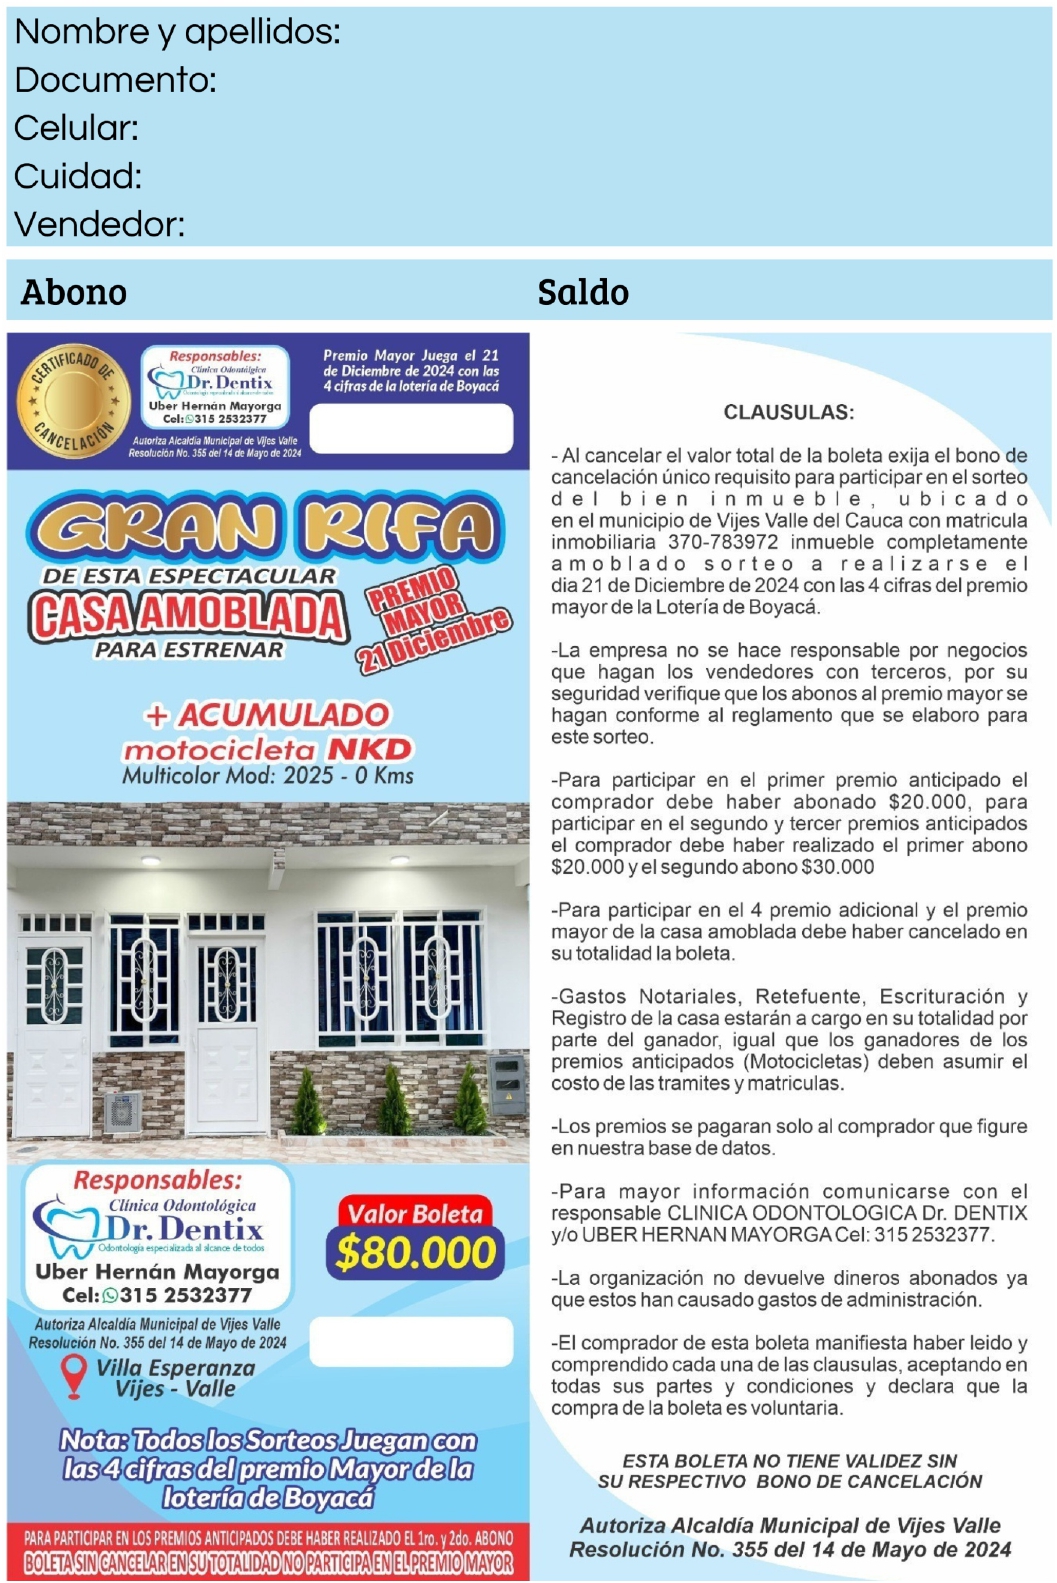 Nombre y apellidos:
Documento:
Celular:
Cuidad:
Vendedor:
Abono
Saldo
CERTIFICADO DE
CANCELACIÓN
Responsables:
Clínica Odontológica
Dr. Dentix
Odontología especializada al alcance de todos
Uber Hernán Mayorga
Cel: 315 2532377
Autoriza Alcaldía Municipal de Vijes Valle
Resolución No. 355 del 14 de Mayo de 2024
Premio Mayor Juega el 21
de Diciembre de 2024 con las
4 cifras de la lotería de Boyacá
GRAN RIFA
DE ESTA ESPECTACULAR
CASA AMOBLADA
PARA ESTRENAR
PREMIO
MAYOR
21 Diciembre
+ ACUMULADO
motocicleta NKD
Multicolor Mod: 2025 - 0 Kms
Responsables:
Clínica Odontológica
Dr. Dentix
Odontología especializada al alcance de todos
Uber Hernán Mayorga
Cel: 315 2532377
Autoriza Alcaldía Municipal de Vijes Valle
Resolución No. 355 del 14 de Mayo de 2024
Villa Esperanza
Vijes - Valle
Valor Boleta
$80.000
Nota: Todos los Sorteos Juegan con
las 4 cifras del premio Mayor de la
lotería de Boyacá
PARA PARTICIPAR EN LOS PREMIOS ANTICIPADOS DEBE HABER REALIZADO EL 1ro. y 2do. ABONO
BOLETA SIN CANCELAR EN SU TOTALIDAD NO PARTICIPA EN EL PREMIO MAYOR
CLAUSULAS:
- Al cancelar el valor total de la boleta exija el bono de
cancelación único requisito para participar en el sorteo
del bien inmueble, ubicado
en el municipio de Vijes Valle del Cauca con matricula
inmobiliaria 370-783972 inmueble completamente
amoblado sorteo a realizarse el
dia 21 de Diciembre de 2024 con las 4 cifras del premio
mayor de la Lotería de Boyacá.
-La empresa no se hace responsable por negocios
que hagan los vendedores con terceros, por su
seguridad verifique que los abonos al premio mayor se
hagan conforme al reglamento que se elaboro para
este sorteo.
-Para participar en el primer premio anticipado el
comprador debe haber abonado $20.000, para
participar en el segundo y tercer premios anticipados
el comprador debe haber realizado el primer abono
$20.000 y el segundo abono $30.000
-Para participar en el 4 premio adicional y el premio
mayor de la casa amoblada debe haber cancelado en
su totalidad la boleta.
-Gastos Notariales, Retefuente, Escrituración y
Registro de la casa estarán a cargo en su totalidad por
parte del ganador, igual que los ganadores de los
premios anticipados (Motocicletas) deben asumir el
costo de las tramites y matriculas.
-Los premios se pagaran solo al comprador que figure
en nuestra base de datos.
-Para mayor información comunicarse con el
responsable CLINICA ODONTOLOGICA Dr. DENTIX
y/o UBER HERNAN MAYORGA Cel: 315 2532377.
-La organización no devuelve dineros abonados ya
que estos han causado gastos de administración.
-El comprador de esta boleta manifiesta haber leido y
comprendido cada una de las clausulas, aceptando en
todas sus partes y condiciones y declara que la
compra de la boleta es voluntaria.
ESTA BOLETA NO TIENE VALIDEZ SIN
SU RESPECTIVO BONO DE CANCELACIÓN
Autoriza Alcaldía Municipal de Vijes Valle
Resolución No. 355 del 14 de Mayo de 2024